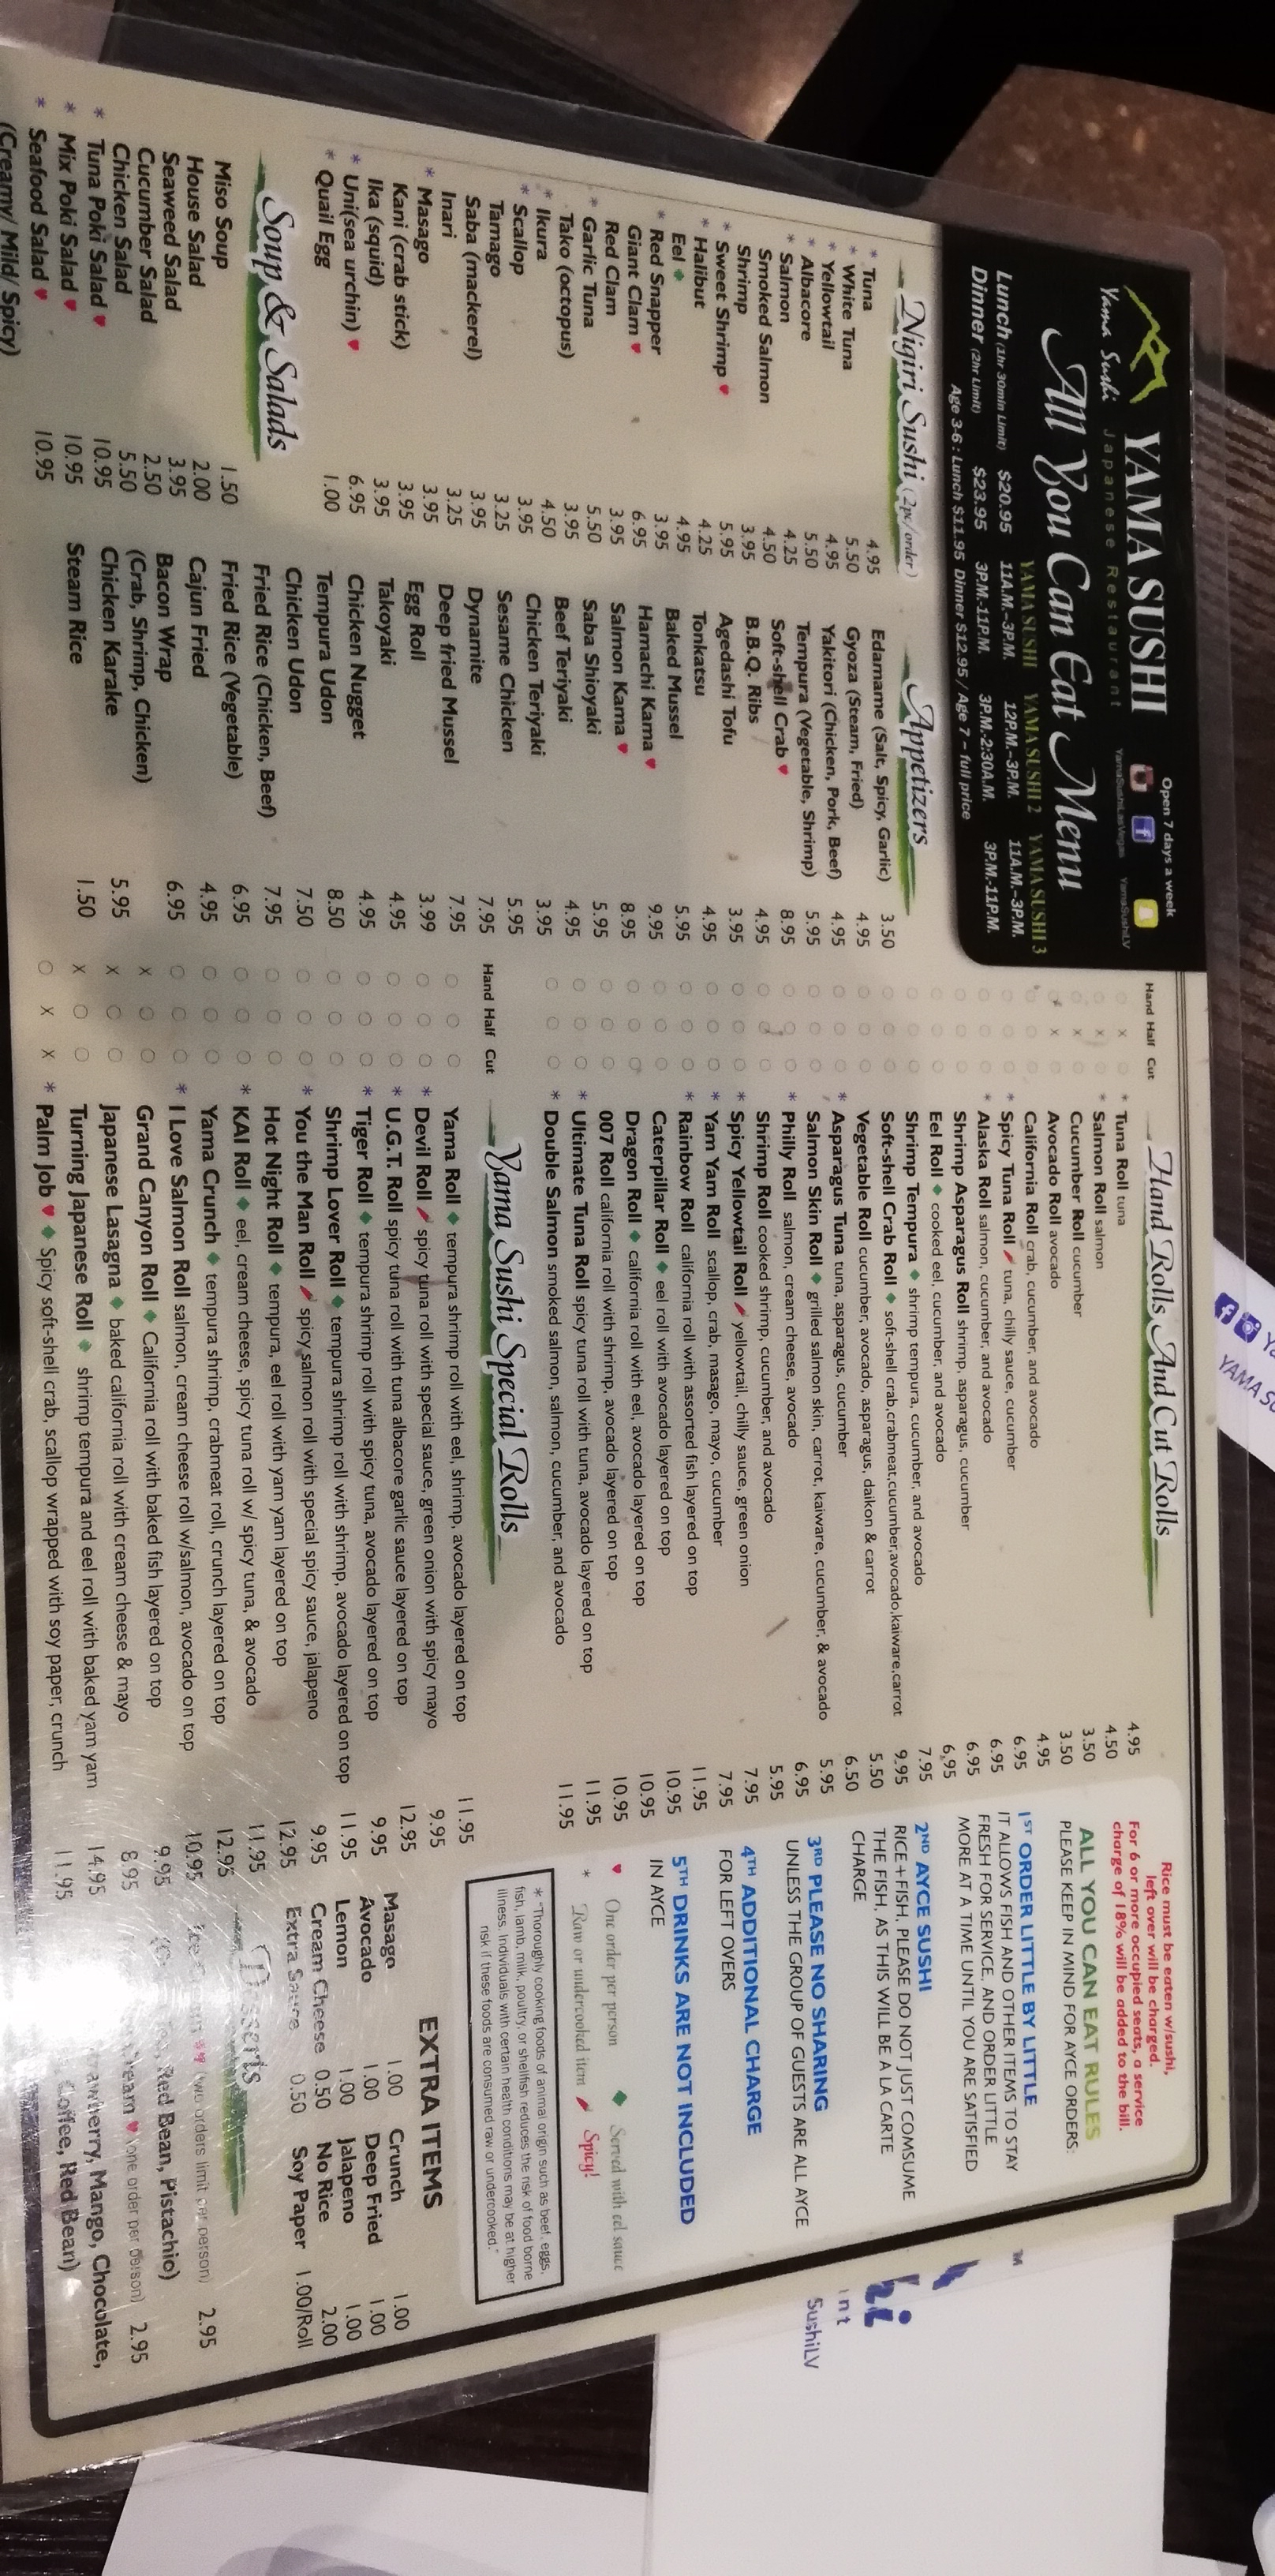 YAMA SUSHI
Yama Sushi Japanese Restaurant
Open 7 days a week
YamaSushiLasVegas YamaSushiLV
All You Can Eat Menu
YAMA SUSHI YAMA SUSHI 2 YAMA SUSHI 3
Lunch (1hr 30min Limit) $20.95 11A.M.-3P.M. 12P.M.-3P.M. 11A.M.-3P.M.
Dinner (2hr Limit) $23.95 3P.M.-11P.M. 3P.M.-2:30A.M. 3P.M.-11P.M.
Age 3-6 : Lunch $11.95 Dinner $12.95 / Age 7 - full price
Nigiri Sushi (2pc/order)
* Tuna 4.95
* White Tuna 5.50
* Yellowtail 4.95
* Albacore 5.50
* Salmon 4.25
Smoked Salmon 4.50
Shrimp 3.95
* Sweet Shrimp ♥ 5.95
* Halibut 4.25
Eel ◆ 4.95
* Red Snapper 3.95
Giant Clam ♥ 6.95
Red Clam 3.95
* Garlic Tuna 5.50
Tako (octopus) 3.95
* Ikura 4.50
* Scallop 3.95
Tamago 3.25
Saba (mackerel) 3.95
Inari 3.25
* Masago 3.95
Kani (crab stick) 3.95
Ika (squid) 3.95
* Uni(sea urchin) ♥ 6.95
* Quail Egg 1.00
Soup & Salads
Miso Soup 1.50
House Salad 2.00
Seaweed Salad 3.95
Cucumber Salad 2.50
Chicken Salad 5.50
* Tuna Poki Salad ♥ 10.95
* Mix Poki Salad ♥ 10.95
* Seafood Salad ♥ 10.95
(Creamy/ Mild/ Spicy)
Appetizers
Edamame (Salt, Spicy, Garlic) 3.50
Gyoza (Steam, Fried) 4.95
Yakitori (Chicken, Pork, Beef) 4.95
Tempura (Vegetable, Shrimp) 5.95
Soft-shell Crab ♥ 8.95
B.B.Q. Ribs 4.95
Agedashi Tofu 3.95
Tonkatsu 4.95
Baked Mussel 5.95
Hamachi Kama ♥ 9.95
Salmon Kama ♥ 8.95
Saba Shioyaki 5.95
Beef Teriyaki 4.95
Chicken Teriyaki 3.95
Sesame Chicken 5.95
Dynamite 7.95
Deep fried Mussel 7.95
Egg Roll 3.99
Takoyaki 4.95
Chicken Nugget 4.95
Tempura Udon 8.50
Chicken Udon 7.50
Fried Rice (Chicken, Beef) 7.95
Fried Rice (Vegetable) 6.95
Cajun Fried 4.95
Bacon Wrap 6.95
(Crab, Shrimp, Chicken)
Chicken Karake 5.95
Steam Rice 1.50
Hand Rolls And Cut Rolls
Hand Half Cut
* Tuna Roll tuna 4.95
* Salmon Roll salmon 4.50
Cucumber Roll cucumber 3.50
Avocado Roll avocado 3.50
California Roll crab, cucumber, and avocado 4.95
* Spicy Tuna Roll tuna, chilly sauce, cucumber 6.95
* Alaska Roll salmon, cucumber, and avocado 6.95
Shrimp Asparagus Roll shrimp, asparagus, cucumber 6.95
Eel Roll ◆ cooked eel, cucumber, and avocado 6.95
Shrimp Tempura ◆ shrimp tempura, cucumber, and avocado 7.95
Soft-shell Crab Roll ◆ soft-shell crab,crabmeat,cucumber,avocado,kaiware,carrot 9.95
Vegetable Roll cucumber, avocado, asparagus, daikon & carrot 5.50
* Asparagus Tuna tuna, asparagus, cucumber 6.50
Salmon Skin Roll ◆ grilled salmon skin, carrot, kaiware, cucumber, & avocado 5.95
* Philly Roll salmon, cream cheese, avocado 6.95
Shrimp Roll cooked shrimp, cucumber, and avocado 5.95
* Spicy Yellowtail Roll yellowtail, chilly sauce, green onion 7.95
* Yam Yam Roll scallop, crab, masago, mayo, cucumber 7.95
* Rainbow Roll california roll with assorted fish layered on top 11.95
Caterpillar Roll ◆ eel roll with avocado layered on top 10.95
Dragon Roll ◆ california roll with eel, avocado layered on top 10.95
007 Roll california roll with shrimp, avocado layered on top 10.95
* Ultimate Tuna Roll spicy tuna roll with tuna, avocado layered on top 11.95
* Double Salmon smoked salmon, salmon, cucumber, and avocado 11.95
Yama Sushi Special Rolls
Hand Half Cut
Yama Roll ◆ tempura shrimp roll with eel, shrimp, avocado layered on top 11.95
* Devil Roll spicy tuna roll with special sauce, green onion with spicy mayo 9.95
* U.G.T. Roll spicy tuna roll with tuna albacore garlic sauce layered on top 12.95
* Tiger Roll ◆ tempura shrimp roll with spicy tuna, avocado layered on top 9.95
Shrimp Lover Roll ◆ tempura shrimp roll with shrimp, avocado layered on top 11.95
* You the Man Roll spicy salmon roll with special spicy sauce, jalapeno 9.95
Hot Night Roll ◆ tempura, eel roll with yam yam layered on top 12.95
* KAI Roll ◆ eel, cream cheese, spicy tuna roll w/ spicy tuna, & avocado 11.95
Yama Crunch ◆ tempura shrimp, crabmeat roll, crunch layered on top 12.95
* I Love Salmon Roll salmon, cream cheese roll w/salmon, avocado on top 10.95
Grand Canyon Roll ◆ California roll with baked fish layered on top 9.95
Japanese Lasagna ◆ baked california roll with cream cheese & mayo 8.95
Turning Japanese Roll ◆ shrimp tempura and eel roll with baked yam yam 14.95
* Palm Job ♥ ◆ Spicy soft-shell crab, scallop wrapped with soy paper, crunch 11.95
Rice must be eaten w/sushi,
left over will be charged.
For 6 or more occupied seats, a service
charge of 18% will be added to the bill.
ALL YOU CAN EAT RULES
PLEASE KEEP IN MIND FOR AYCE ORDERS:
1ST ORDER LITTLE BY LITTLE
IT ALLOWS FISH AND OTHER ITEMS TO STAY
FRESH FOR SERVICE, AND ORDER LITTLE
MORE AT A TIME UNTIL YOU ARE SATISFIED
2ND AYCE SUSHI
RICE+FISH. PLEASE DO NOT JUST COMSUME
THE FISH, AS THIS WILL BE A LA CARTE
CHARGE
3RD PLEASE NO SHARING
UNLESS THE GROUP OF GUESTS ARE ALL AYCE
4TH ADDITIONAL CHARGE
FOR LEFT OVERS
5TH DRINKS ARE NOT INCLUDED
IN AYCE
♥ One order per person ◆ Served with eel sauce
* Raw or undercooked item Spicy!
* "Thoroughly cooking foods of animal origin such as beef, eggs,
fish, lamb, milk, poultry, or shellfish reduces the risk of food borne
illness. Individuals with certain health conditions may be at higher
risk if these foods are consumed raw or undercooked."
EXTRA ITEMS
Masago 1.00 Crunch 1.00
Avocado 1.00 Deep Fried 1.00
Lemon 1.00 Jalapeno 1.00
Cream Cheese 0.50 No Rice 2.00
Extra Sauce 0.50 Soy Paper 1.00/Roll
Desserts
♥♥ (two orders limit per person) 2.95
Red Bean, Pistachio)
♥ (one order per person) 2.95
Mango, Chocolate,
Coffee, Red Bean)
SushiLV